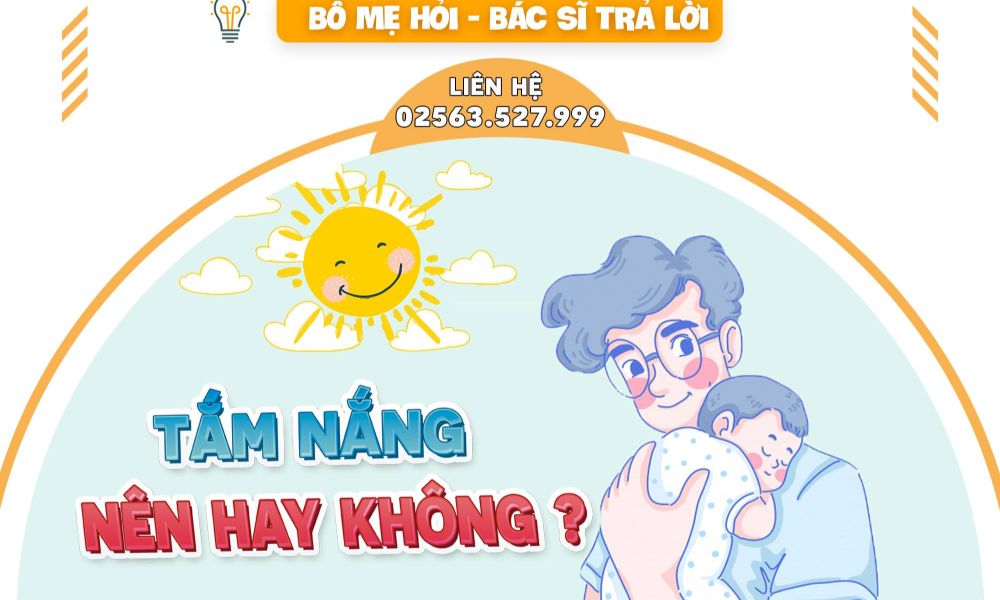 BỐ MẸ HỎI - BÁC SĨ TRẢ LỜI
LIÊN HỆ
02563.527.999
TẮM NẮNG
NÊN HAY KHÔNG ?